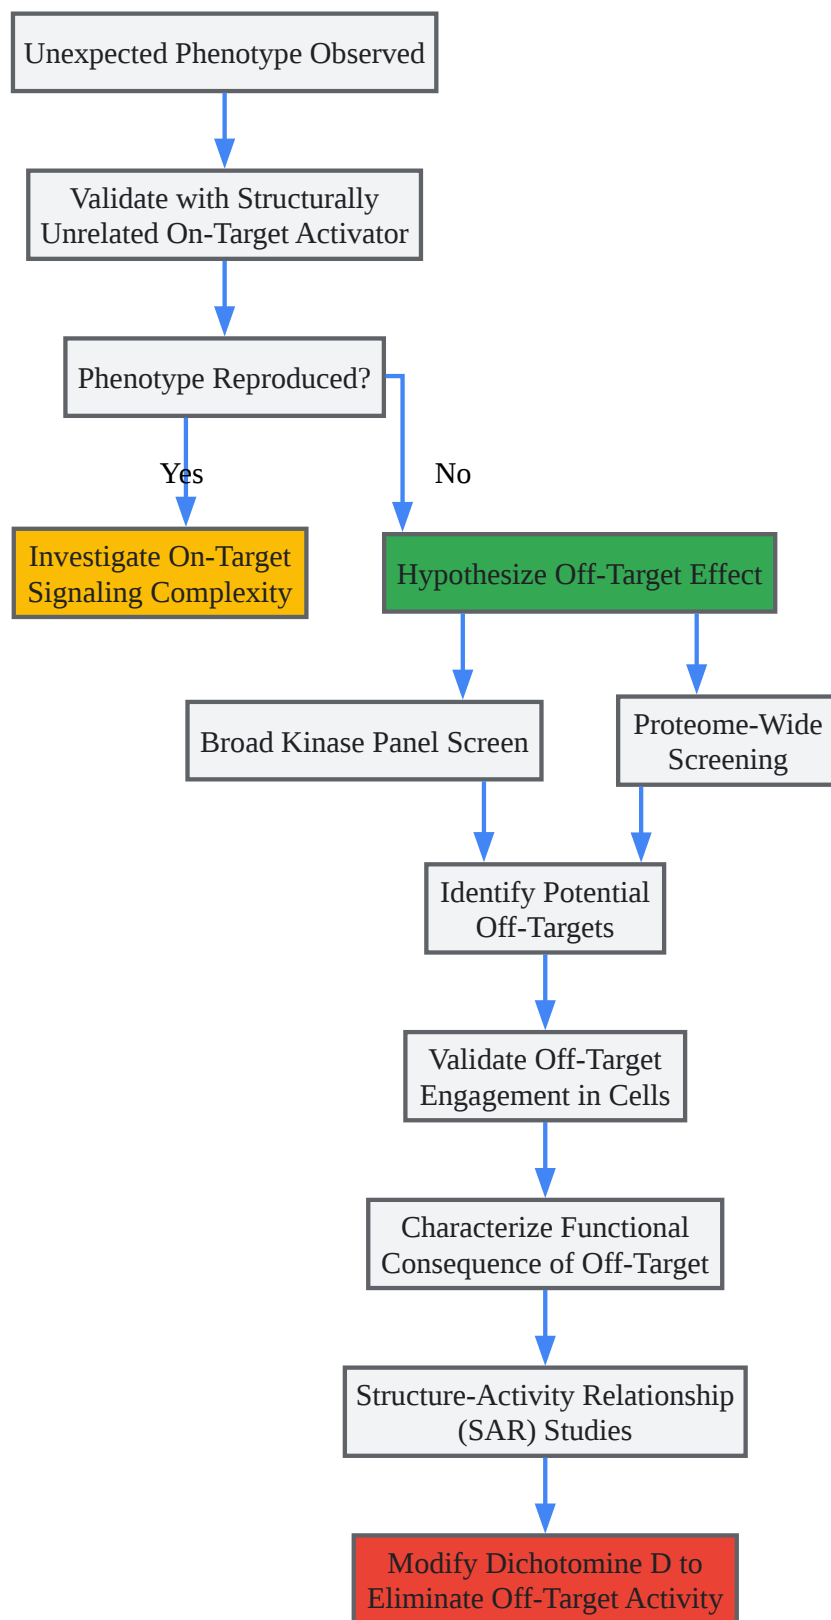 Unexpected Phenotype Observed
Validate with Structurally
Unrelated On-Target Activator
Phenotype Reproduced?
Yes
No
Investigate On-Target
Signaling Complexity
Hypothesize Off-Target Effect
Broad Kinase Panel Screen
Proteome-Wide
Screening
Identify Potential
Off-Targets
Validate Off-Target
Engagement in Cells
Characterize Functional
Consequence of Off-Target
Structure-Activity Relationship
(SAR) Studies
Modify Dichotomine D to
Eliminate Off-Target Activity